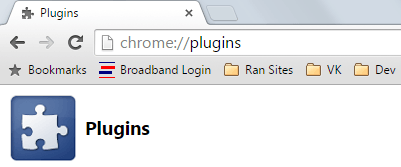 Plugins
chrome://plugins
Bookmarks Broadband Login Ran Sites VK Dev
Plugins